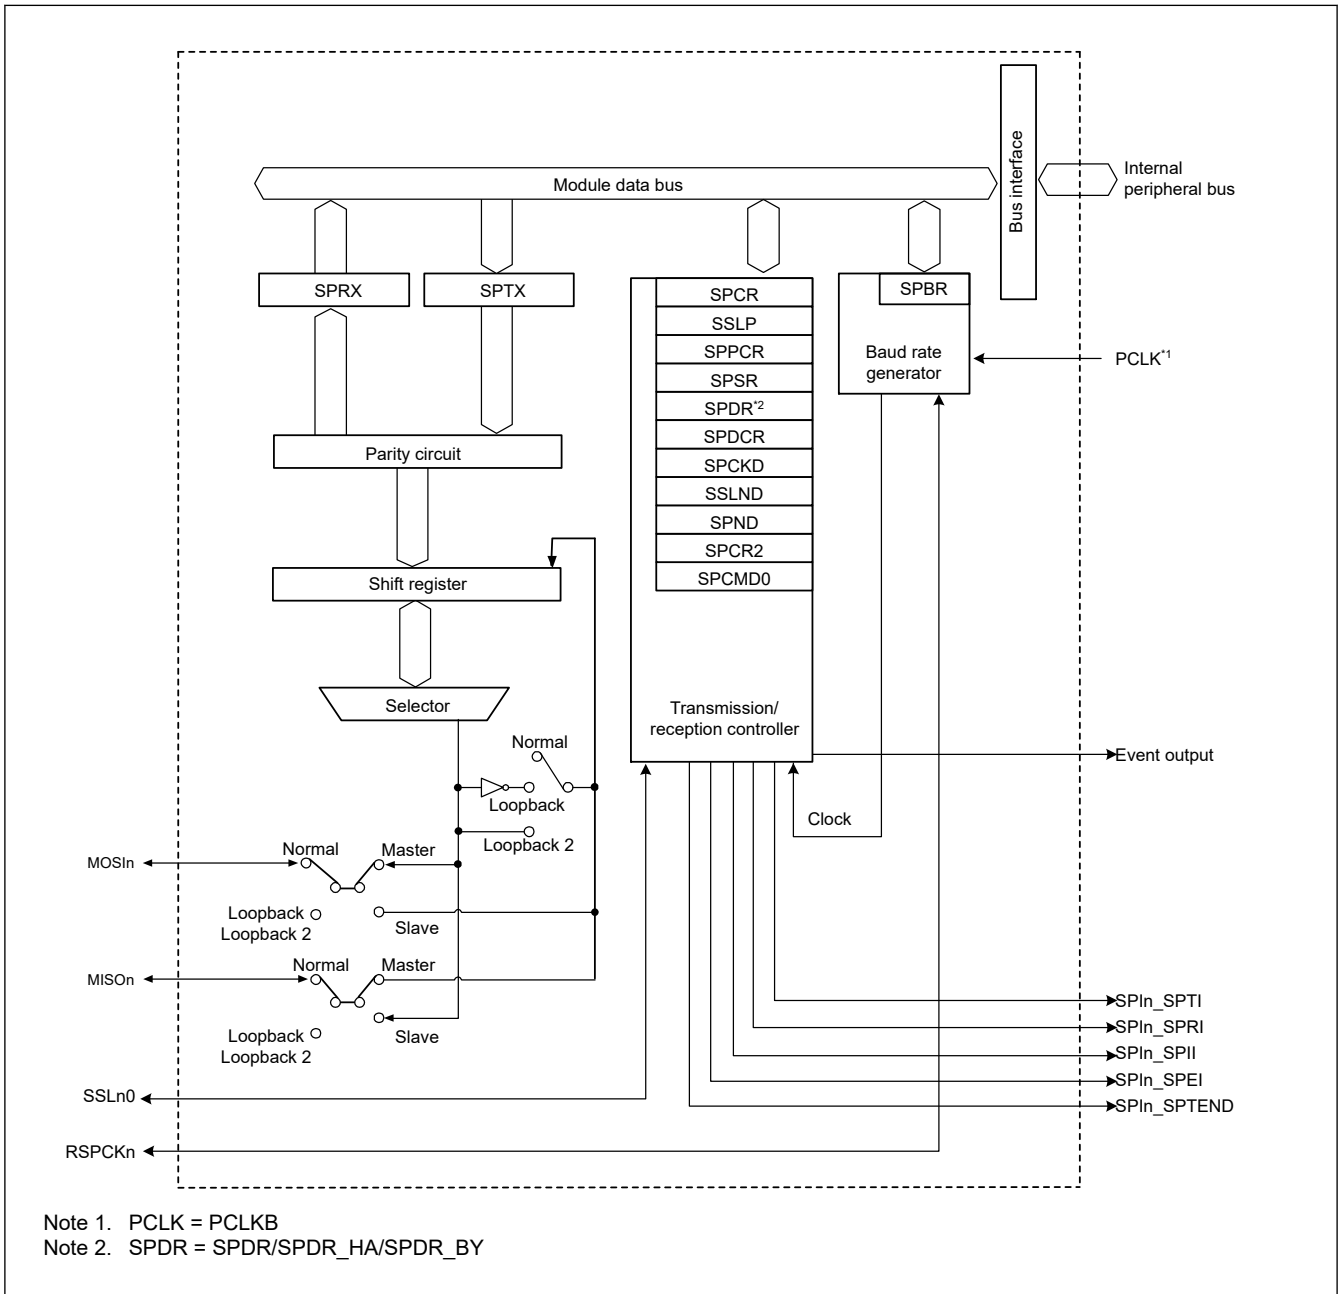 Module data bus
Bus interface
Internal
peripheral bus
SPRX
SPTX
SPCR
SSLP
SPPCR
SPSR
SPDR*2
SPDCR
SPCKD
SSLND
SPND
SPCR2
SPCMD0
Transmission/
reception controller
SPBR
Baud rate
generator
PCLK*1
Parity circuit
Shift register
Selector
Normal
Loopback
Loopback 2
Clock
Event output
MOSIn
Normal
Master
Loopback
Loopback 2
Slave
MISOn
Normal
Master
Loopback
Loopback 2
Slave
SSLn0
RSPCKn
SPIn_SPTI
SPIn_SPRI
SPIn_SPII
SPIn_SPEI
SPIn_SPTEND
Note 1. PCLK = PCLKB
Note 2. SPDR = SPDR/SPDR_HA/SPDR_BY